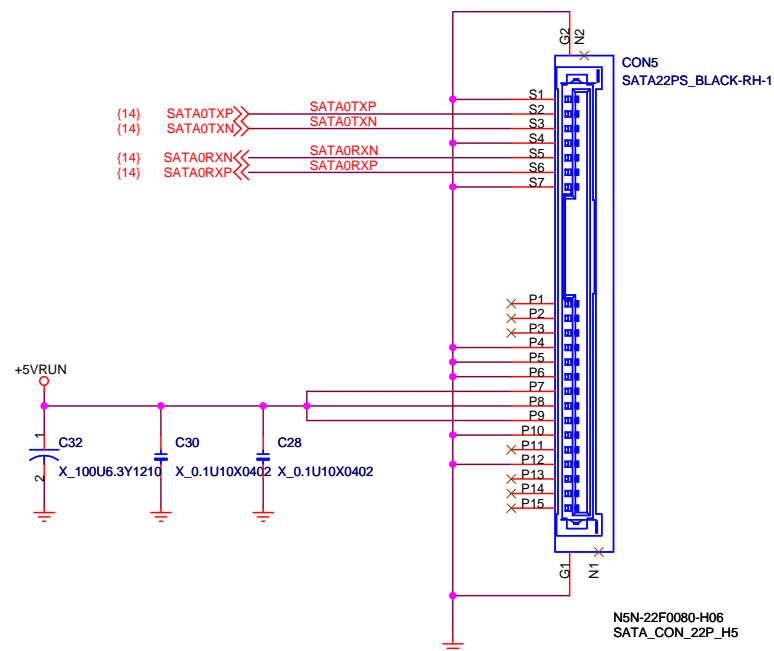 G2
N2
CON5
SATA22PS_BLACK-RH-1
S1
{14} SATA0TXP SATA0TXP S2
{14} SATA0TXN SATA0TXN S3
S4
{14} SATA0RXN SATA0RXN S5
{14} SATA0RXP SATA0RXP S6
S7
P1
P2
P3
P4
P5
P6
+5VRUN
P7
P8
P9
P10
P11
P12
P13
P14
P15
1
C32 C30 C28
X_100U6.3Y1210 X_0.1U10X0402 X_0.1U10X0402
2
G1
N1
N5N-22F0080-H06
SATA_CON_22P_H5